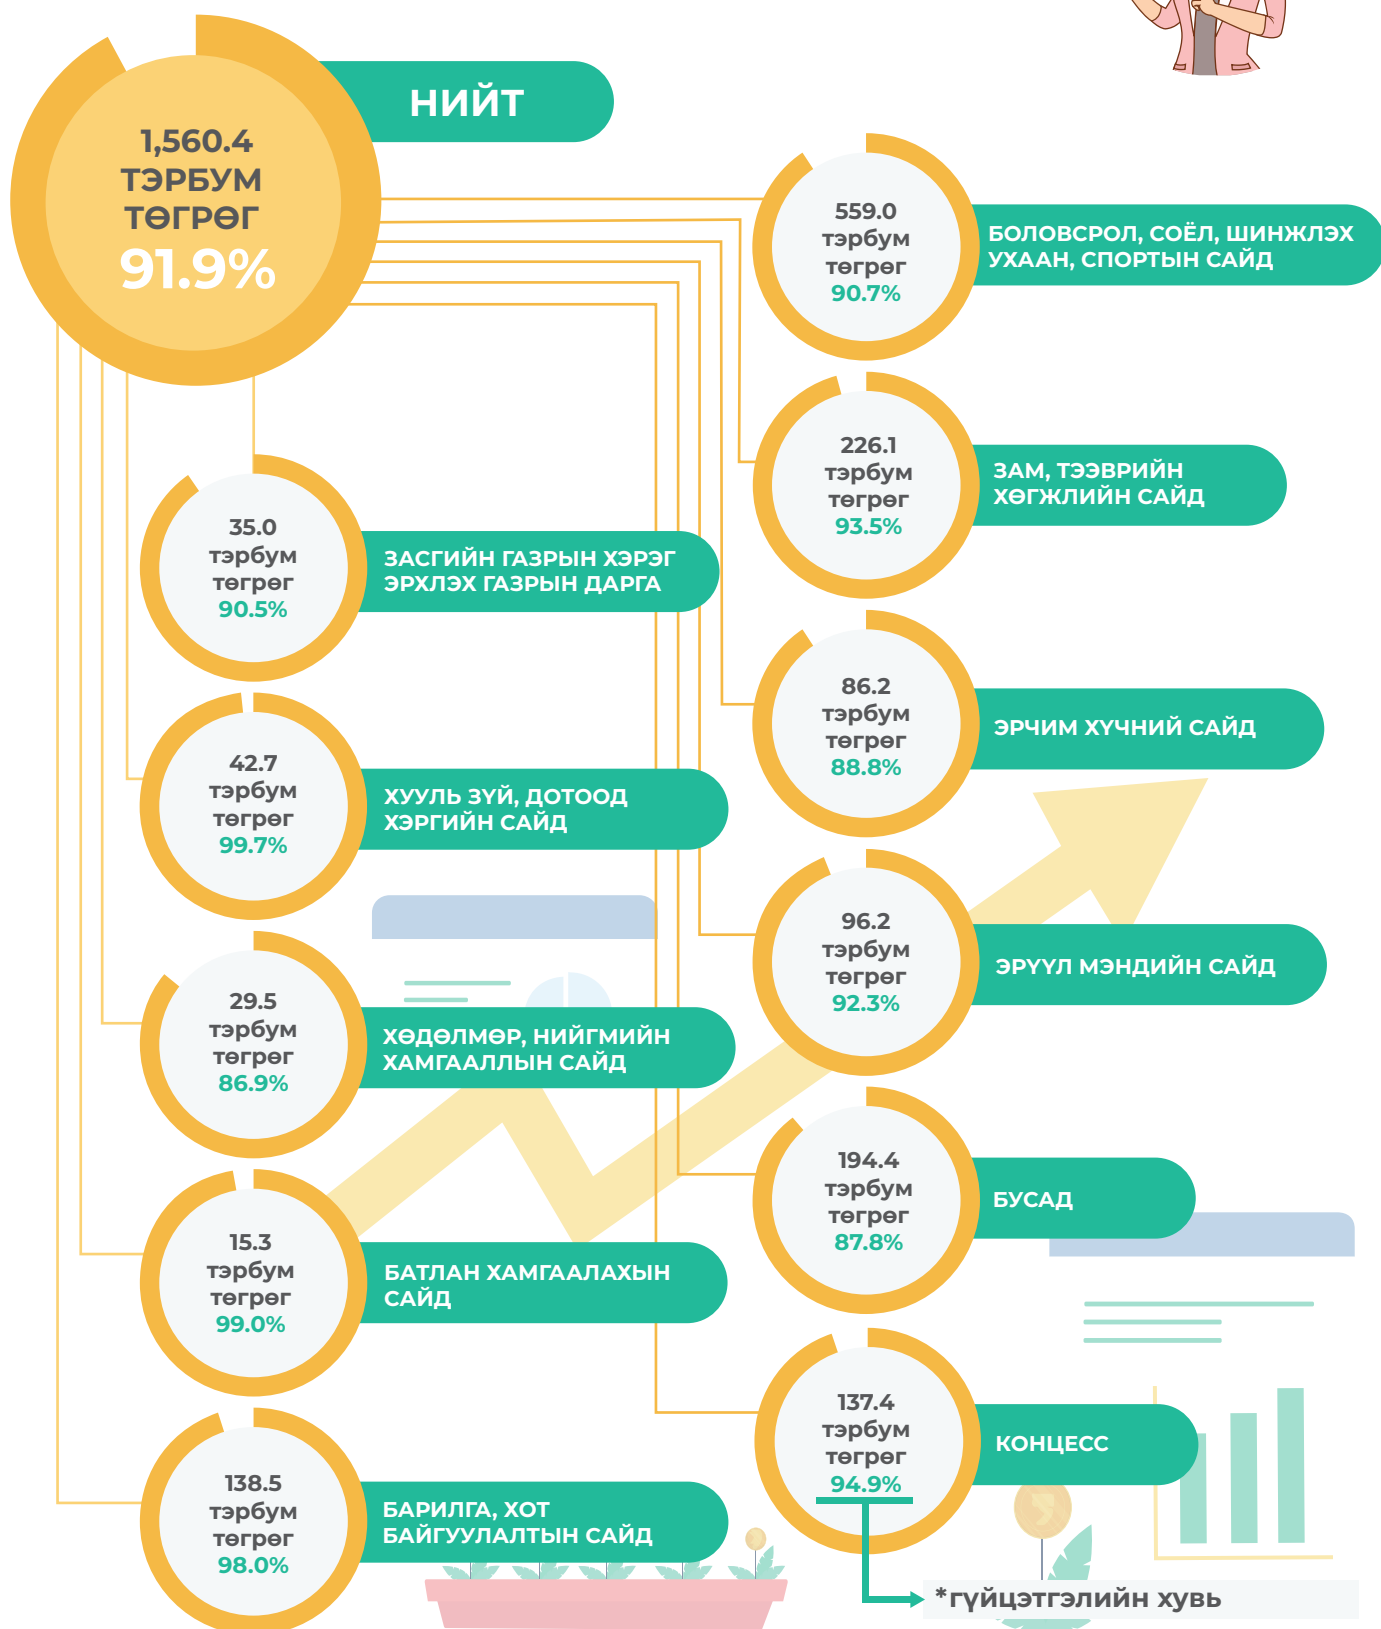 НИЙТ
1,560.4
ТЭРБУМ
ТӨГРӨГ
91.9%
559.0
тэрбум
төгрөг
90.7%
БОЛОВСРОЛ, СОЁЛ, ШИНЖЛЭХ
УХААН, СПОРТЫН САЙД
226.1
тэрбум
төгрөг
93.5%
ЗАМ, ТЭЭВРИЙН
ХӨГЖЛИЙН САЙД
35.0
тэрбум
төгрөг
90.5%
ЗАСГИЙН ГАЗРЫН ХЭРЭГ
ЭРХЛЭХ ГАЗРЫН ДАРГА
86.2
тэрбум
төгрөг
88.8%
ЭРЧИМ ХҮЧНИЙ САЙД
42.7
тэрбум
төгрөг
99.7%
ХУУЛЬ ЗҮЙ, ДОТООД
ХЭРГИЙН САЙД
96.2
тэрбум
төгрөг
92.3%
ЭРҮҮЛ МЭНДИЙН САЙД
29.5
тэрбум
төгрөг
86.9%
ХӨДӨЛМӨР, НИЙГМИЙН
ХАМГААЛЛЫН САЙД
194.4
тэрбум
төгрөг
87.8%
БУСАД
15.3
тэрбум
төгрөг
99.0%
БАТЛАН ХАМГААЛАХЫН
САЙД
137.4
тэрбум
төгрөг
94.9%
КОНЦЕСС
138.5
тэрбум
төгрөг
98.0%
БАРИЛГА, ХОТ
БАЙГУУЛАЛТЫН САЙД
*гүйцэтгэлийн хувь